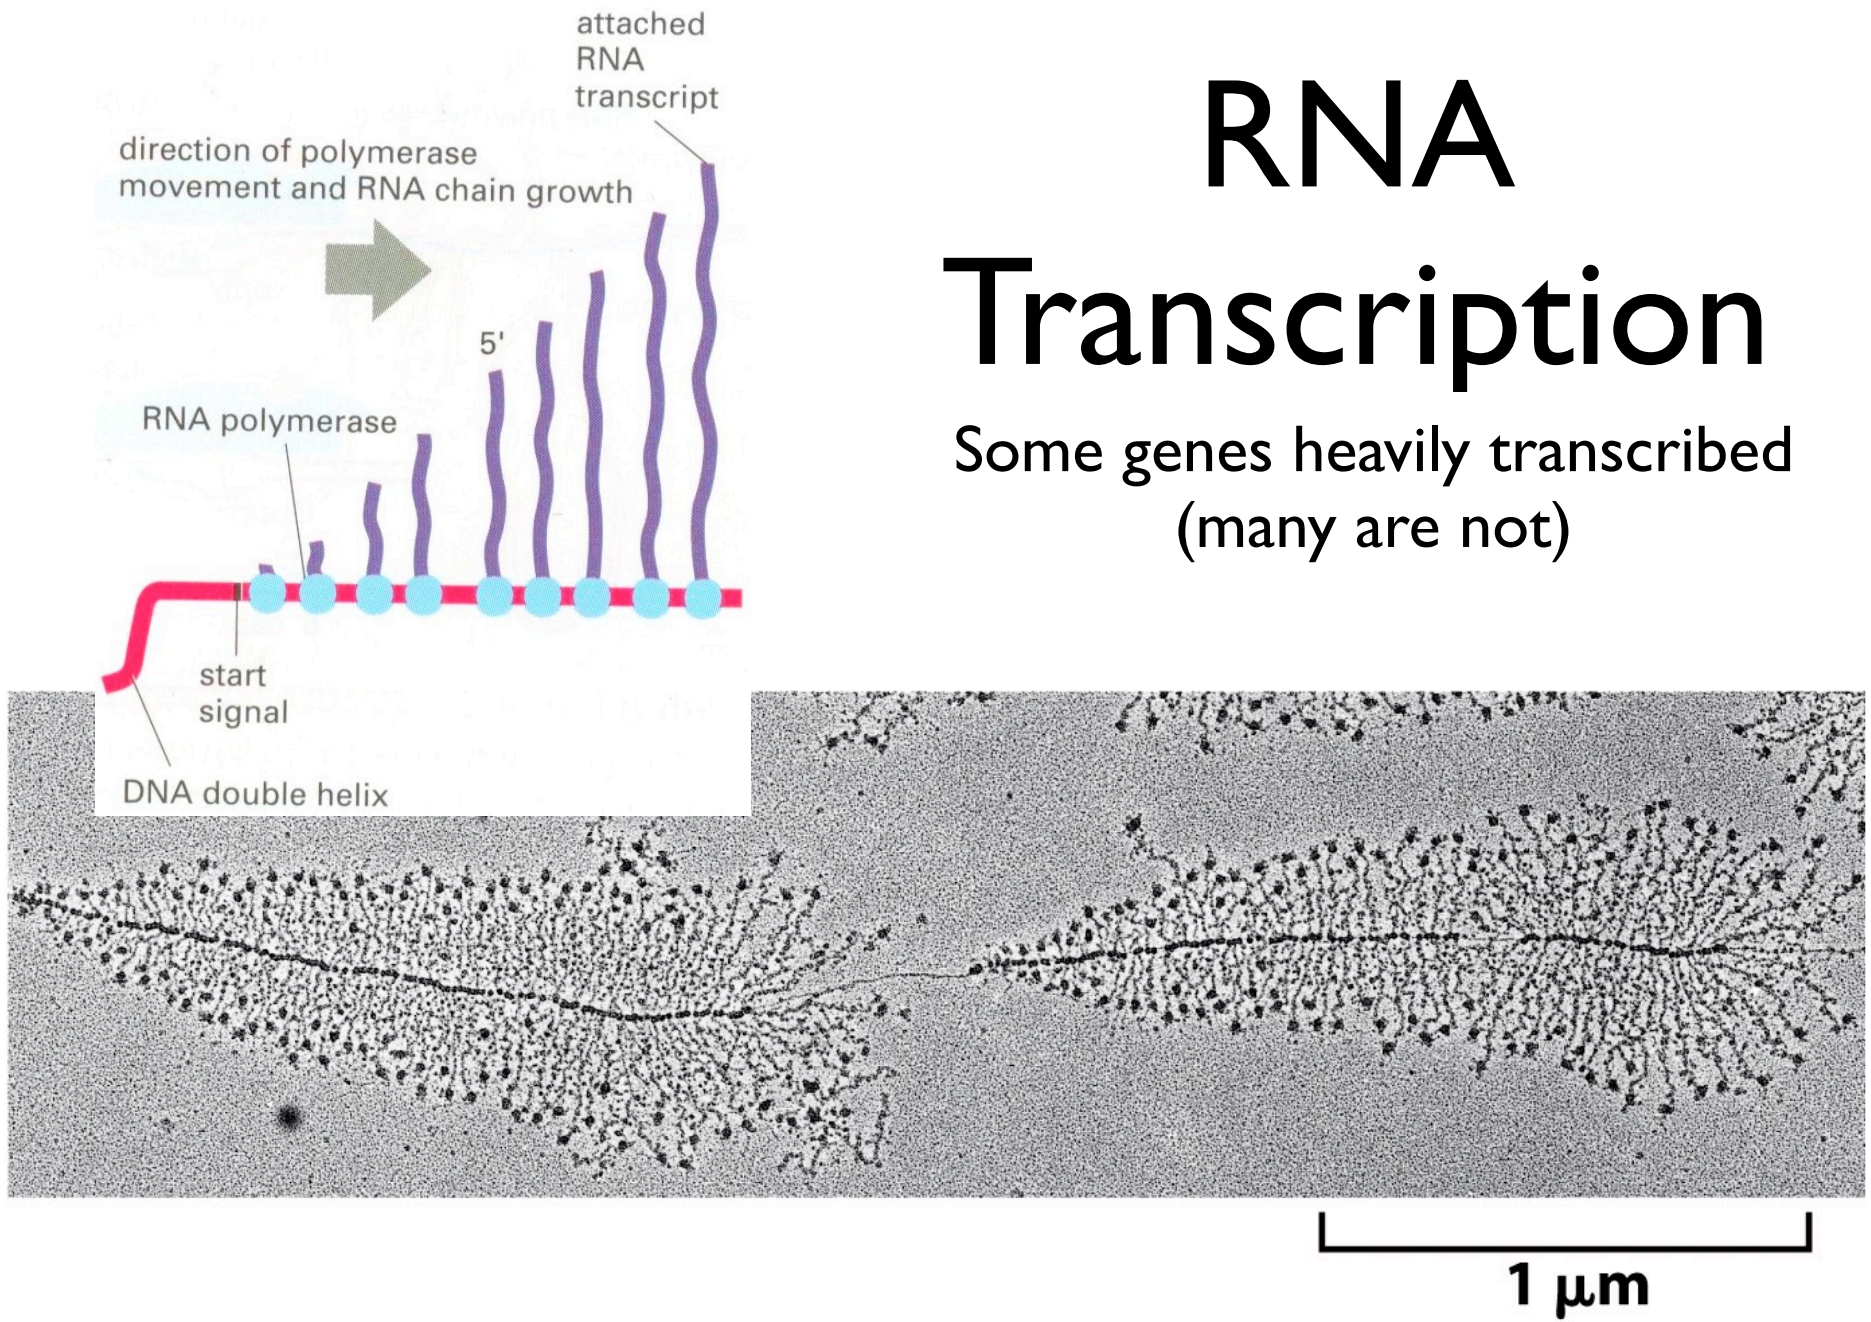 attached
RNA
transcript
direction of polymerase
movement and RNA chain growth
5'
RNA polymerase
start
signal
DNA double helix
RNA
Transcription
Some genes heavily transcribed
(many are not)
1 μm